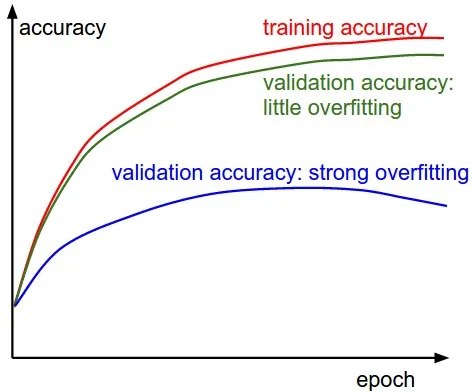 accuracy
training accuracy
validation accuracy:
little overfitting
validation accuracy: strong overfitting
epoch